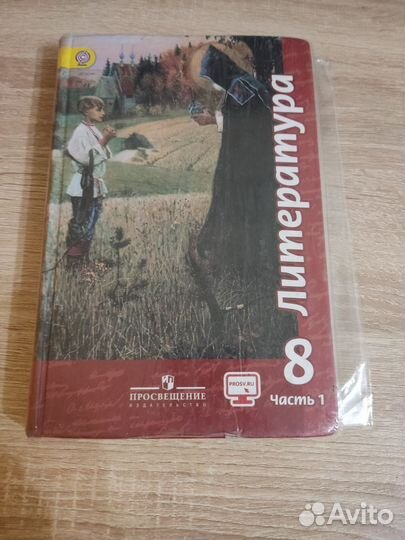 Литература
8
Часть 1
ПРОСВЕЩЕНИЕ
ИЗДАТЕЛЬСТВО
PROSV.RU
Avito